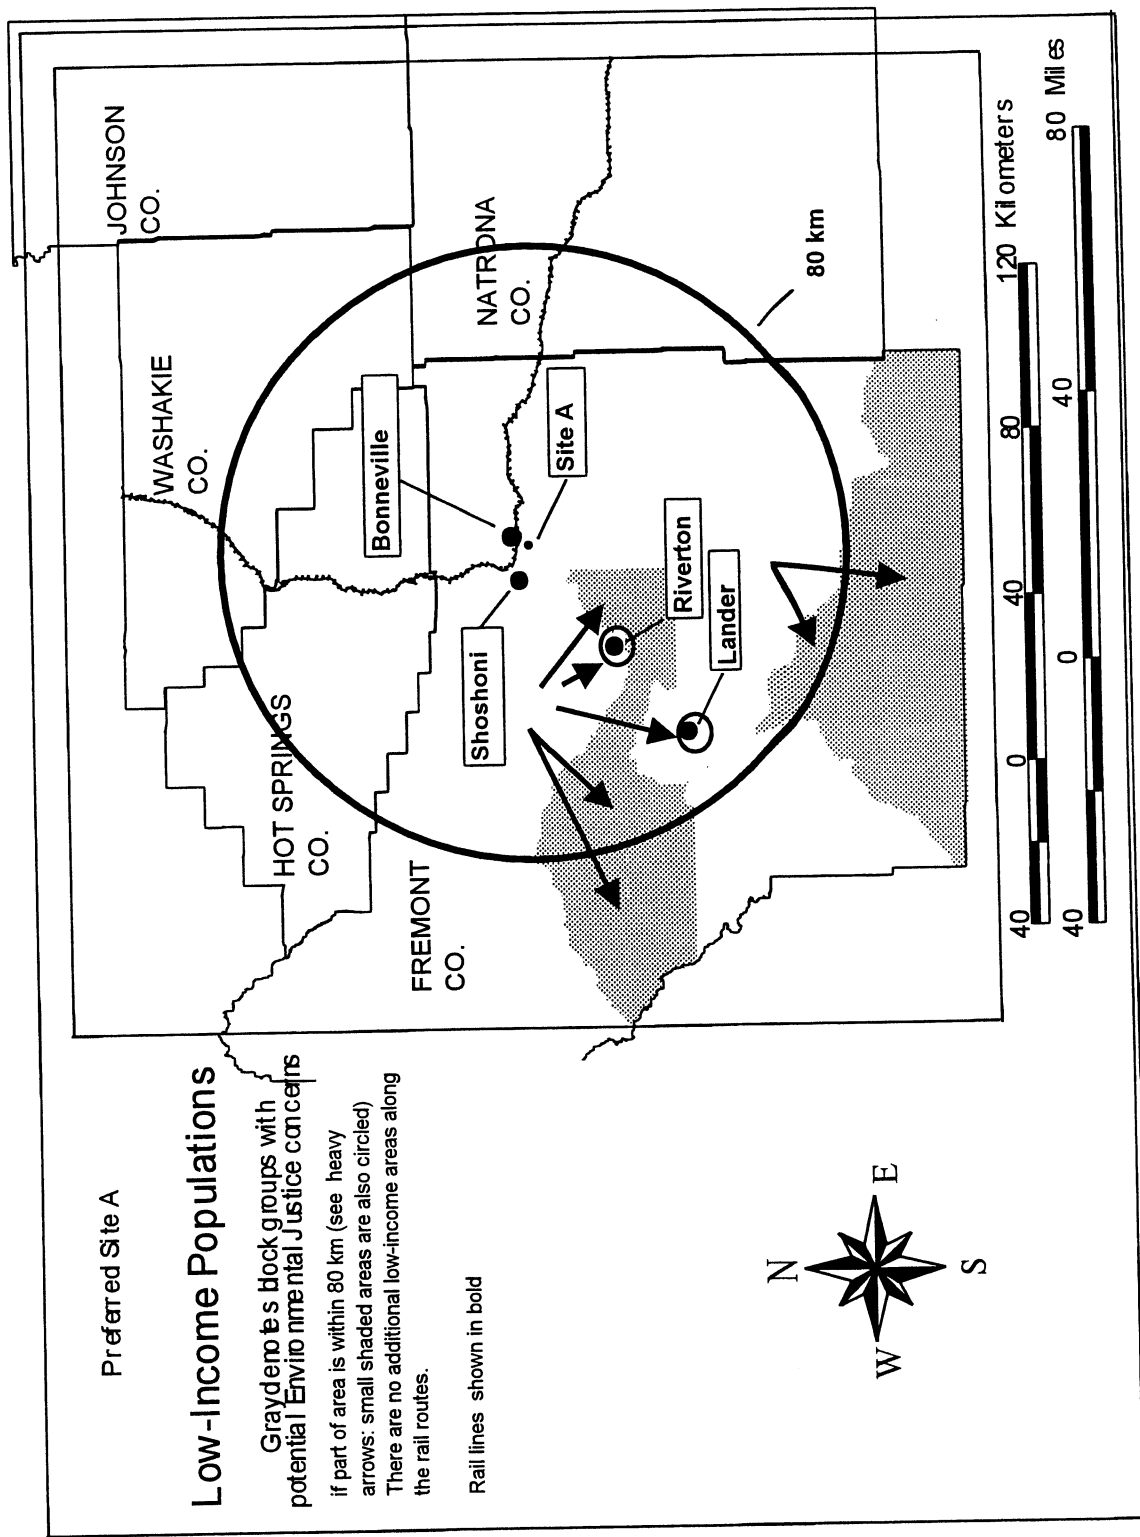 Preferred Site A
Low-Income Populations
Gray denotes block groups with
potential Environmental Justice concerns
if part of area is within 80 km (see heavy
arrows: small shaded areas are also circled)
There are no additional low-income areas along
the rail routes.
Rail lines shown in bold
N
W
E
S
JOHNSON
CO.
WASHAKIE
CO.
HOT SPRINGS
CO.
NATRONA
CO.
FREMONT
CO.
Bonneville
Site A
Shoshoni
Riverton
Lander
80 km
40 0 40 80 120 Kilometers
40 0 40 80 Miles